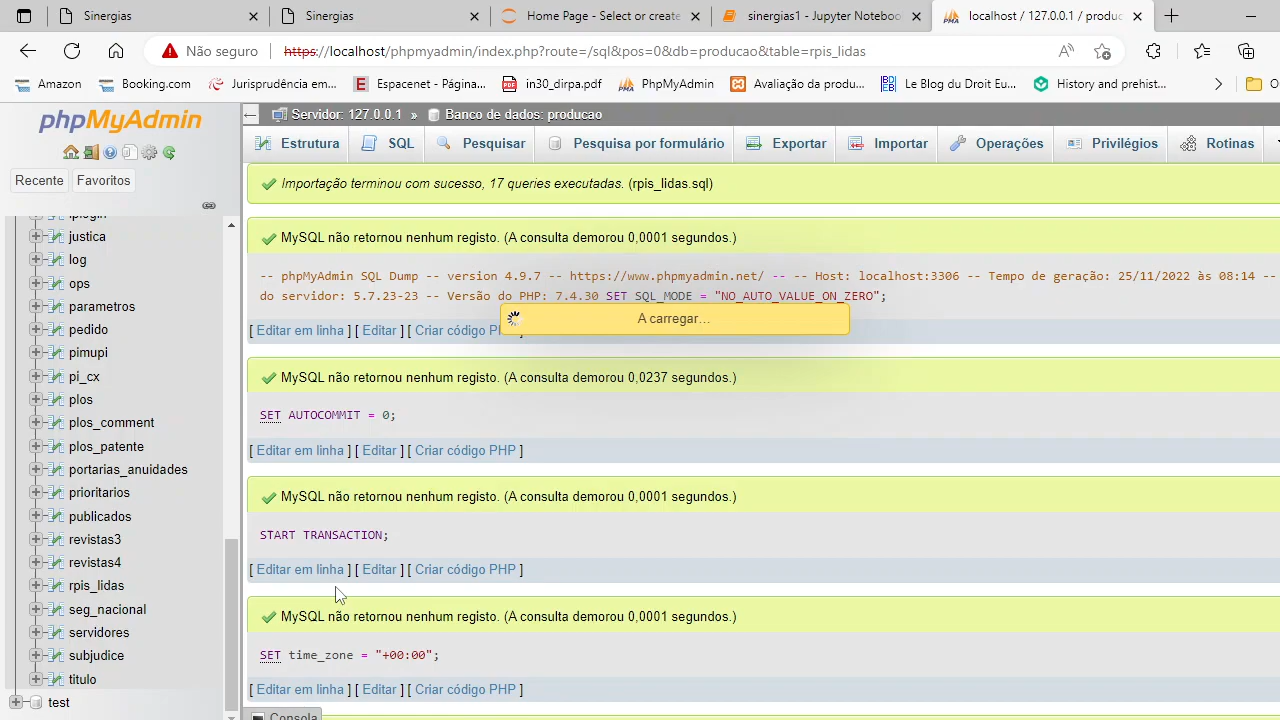 Sinergias
Sinergias
Home Page - Select or create
sinergias1 - Jupyter Notebook
localhost / 127.0.0.1 / produc
Não seguro
https://localhost/phpmyadmin/index.php?route=/sql&pos=0&db=producao&table=rpis_lidas
Amazon
Booking.com
Jurisprudência em...
Espacenet - Página...
in30_dirpa.pdf
PhpMyAdmin
Avaliação da produ...
Le Blog du Droit Eu...
History and prehist...
phpMyAdmin
Recente
Favoritos
iplogin
justica
log
ops
parametros
pedido
pimupi
pi_cx
plos
plos_comment
plos_patente
portarias_anuidades
prioritarios
publicados
revistas3
revistas4
rpis_lidas
seg_nacional
servidores
subjudice
titulo
test
Servidor: 127.0.0.1 » Banco de dados: producao
Estrutura
SQL
Pesquisar
Pesquisa por formulário
Exportar
Importar
Operações
Privilégios
Rotinas
Importação terminou com sucesso, 17 queries executadas. (rpis_lidas.sql)
MySQL não retornou nenhum registo. (A consulta demorou 0,0001 segundos.)
-- phpMyAdmin SQL Dump -- version 4.9.7 -- https://www.phpmyadmin.net/ -- -- Host: localhost:3306 -- Tempo de geração: 25/11/2022 às 08:14 --
do servidor: 5.7.23-23 -- Versão do PHP: 7.4.30 SET SQL_MODE = "NO_AUTO_VALUE_ON_ZERO";
A carregar...
[ Editar em linha ] [ Editar ] [ Criar código PHP ]
MySQL não retornou nenhum registo. (A consulta demorou 0,0237 segundos.)
SET AUTOCOMMIT = 0;
[ Editar em linha ] [ Editar ] [ Criar código PHP ]
MySQL não retornou nenhum registo. (A consulta demorou 0,0001 segundos.)
START TRANSACTION;
[ Editar em linha ] [ Editar ] [ Criar código PHP ]
MySQL não retornou nenhum registo. (A consulta demorou 0,0001 segundos.)
SET time_zone = "+00:00";
[ Editar em linha ] [ Editar ] [ Criar código PHP ]
Consola